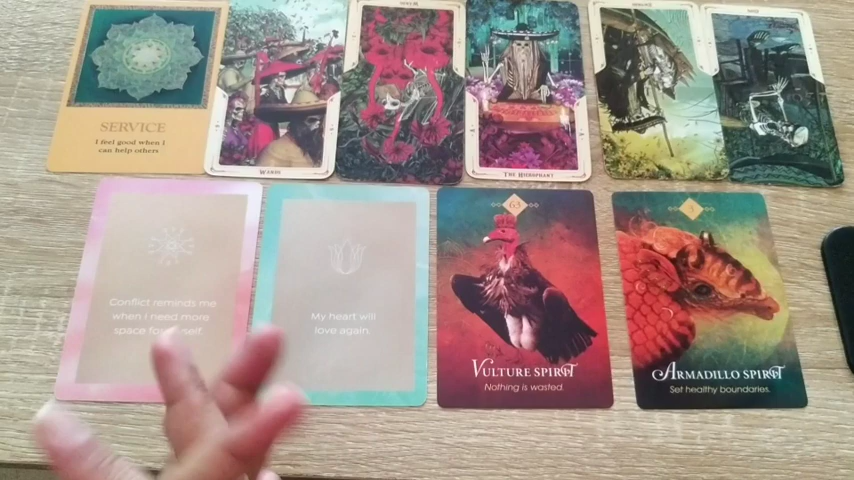 SERVICE
I feel good when I
can help others
WANDS
THE HIEROPHANT
Conflict reminds me
when I need more
space for myself.
My heart will
love again.
63
VULTURE SPIRIT
Nothing is wasted.
ARMADILLO SPIRIT
Set healthy boundaries.